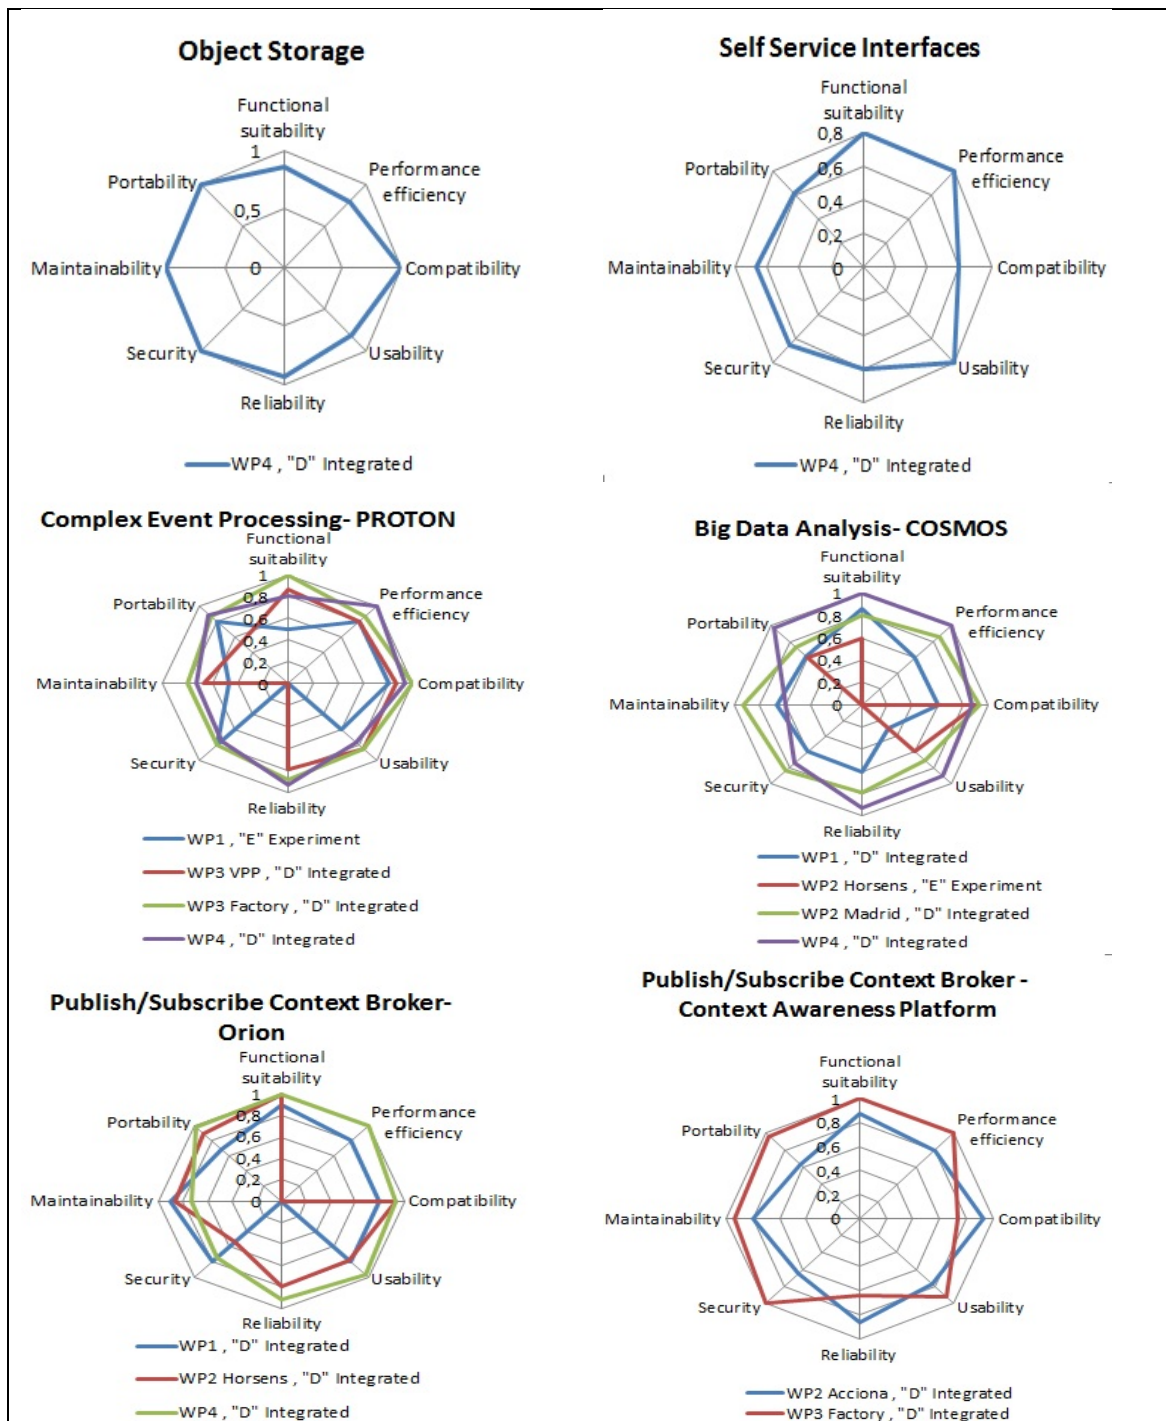 Object Storage
Functional
suitability
1
Performance
efficiency
Portability
0,5
Maintainability
0
Compatibility
Security
Usability
Reliability
WP4 , "D" Integrated
Self Service Interfaces
Functional
suitability
0,8
Performance
efficiency
Portability
0,6
0,4
0,2
Maintainability
0
Compatibility
Security
Usability
Reliability
WP4 , "D" Integrated
Complex Event Processing- PROTON
Functional
suitability
1
Performance
efficiency
Portability
0,8
0,6
0,4
0,2
Maintainability
0
Compatibility
Security
Usability
Reliability
WP1 , "E" Experiment
WP3 VPP , "D" Integrated
WP3 Factory , "D" Integrated
WP4 , "D" Integrated
Big Data Analysis- COSMOS
Functional
suitability
1
Performance
efficiency
Portability
0,8
0,6
0,4
0,2
Maintainability
0
Compatibility
Security
Usability
Reliability
WP1 , "D" Integrated
WP2 Horsens , "E" Experiment
WP2 Madrid , "D" Integrated
WP4 , "D" Integrated
Publish/Subscribe Context Broker-
Orion
Functional
suitability
1
Performance
efficiency
Portability
0,8
0,6
0,4
0,2
Maintainability
0
Compatibility
Security
Usability
Reliability
WP1 , "D" Integrated
WP2 Horsens , "D" Integrated
WP4 , "D" Integrated
Publish/Subscribe Context Broker -
Context Awareness Platform
Functional
suitability
1
Performance
efficiency
Portability
0,8
0,6
0,4
0,2
Maintainability
0
Compatibility
Security
Usability
Reliability
WP2 Acciona , "D" Integrated
WP3 Factory , "D" Integrated